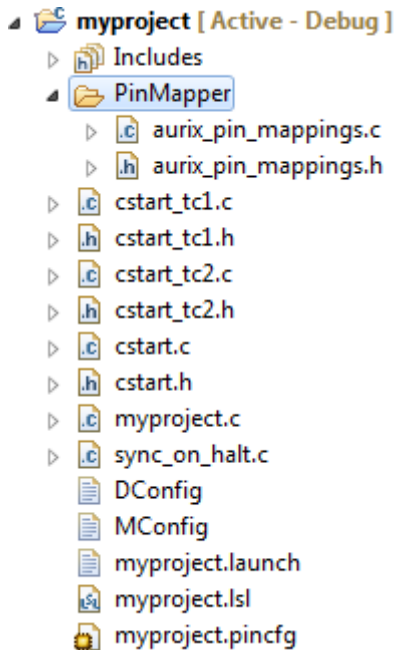 myproject [ Active - Debug ]
Includes
PinMapper
.c aurix_pin_mappings.c
.h aurix_pin_mappings.h
.c cstart_tc1.c
.h cstart_tc1.h
.c cstart_tc2.c
.h cstart_tc2.h
.c cstart.c
.h cstart.h
.c myproject.c
.c sync_on_halt.c
DConfig
MConfig
myproject.launch
LSL myproject.lsl
myproject.pincfg